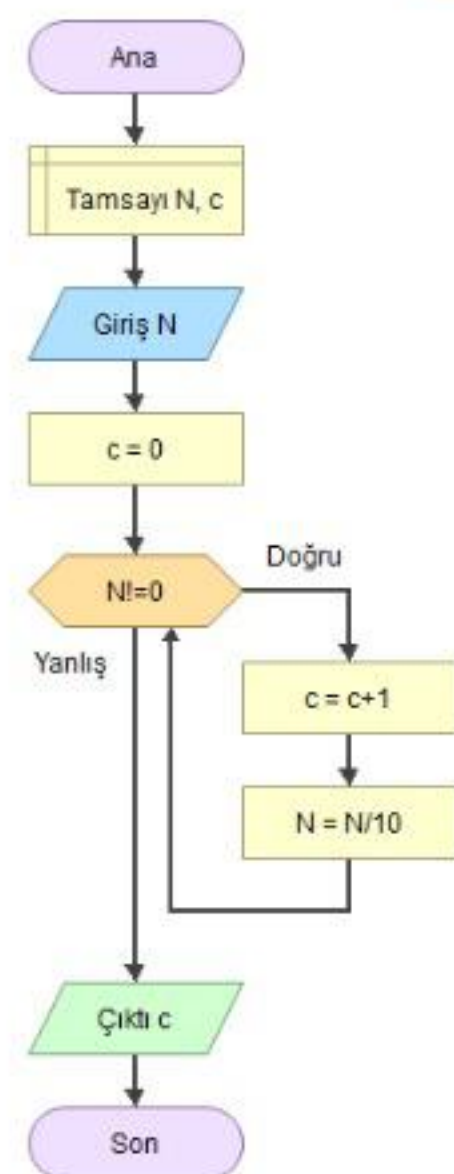 Ana
Tamsayı N, c
Giriş N
c = 0
N!=0
Doğru
Yanlış
c = c+1
N = N/10
Çıktı c
Son